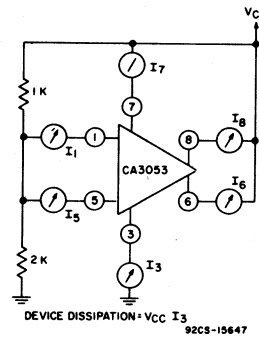 VC
I7
1K
7
I8
1
8
I1
CA3053
I6
5
6
I5
3
2K
I3
DEVICE DISSIPATION = VCC I3
92CS-15647